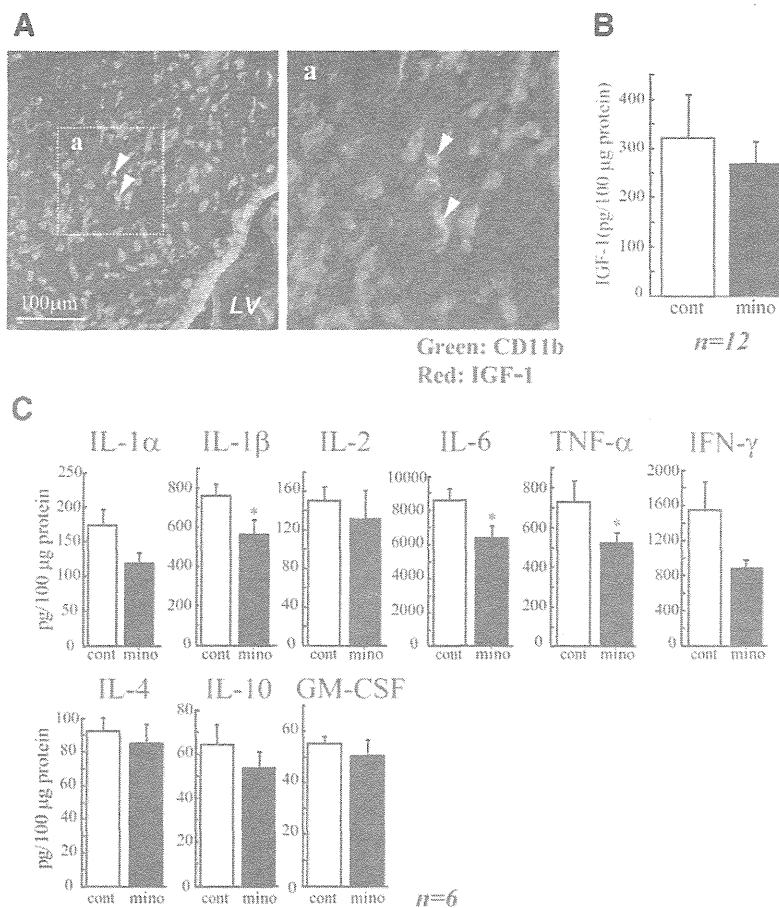 A
a
100μm
LV
a
Green: CD11b
Red: IGF-1
B
IGF-1(pg/100 μg protein)
400
300
200
100
0
cont mino
n=12
C
IL-1α
pg/100 μg protein
250
200
150
100
50
0
cont mino
IL-1β
800
600
400
200
0
cont mino
IL-2
160
120
80
40
0
cont mino
IL-6
10000
8000
6000
4000
2000
0
cont mino
TNF-α
800
600
400
200
0
cont mino
IFN-γ
2000
1600
1200
800
400
0
cont mino
IL-4
pg/100 μg protein
100
80
60
40
20
0
cont mino
IL-10
80
60
40
20
0
cont mino
GM-CSF
60
40
20
0
cont mino
n=6